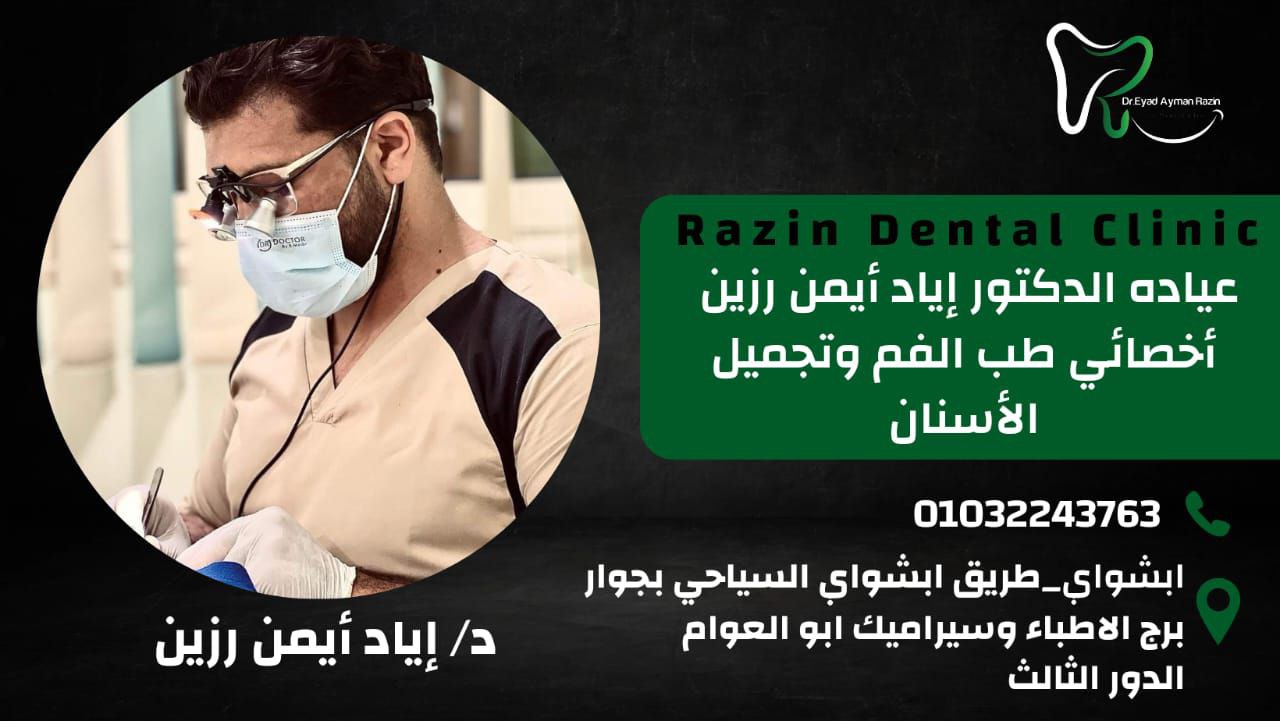 Dr.Eyad Ayman Razin
Razin Dental Clinic
عياده الدكتور إياد أيمن رزين
أخصائي طب الفم وتجميل
الأسنان
01032243763
ابشواي_طريق ابشواي السياحي بجوار
برج الاطباء وسيراميك ابو العوام
الدور الثالث
د/ إياد أيمن رزين
DR DOCTOR